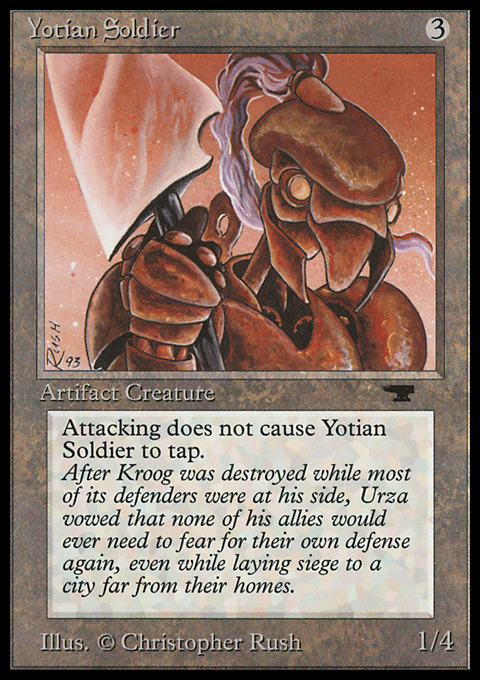 Yotian Soldier
3
RUSH
93
Artifact Creature
Attacking does not cause Yotian
Soldier to tap.
After Kroog was destroyed while most
of its defenders were at his side, Urza
vowed that none of his allies would
ever need to fear for their own defense
again, even while laying siege to a
city far from their homes.
Illus. © Christopher Rush
1/4